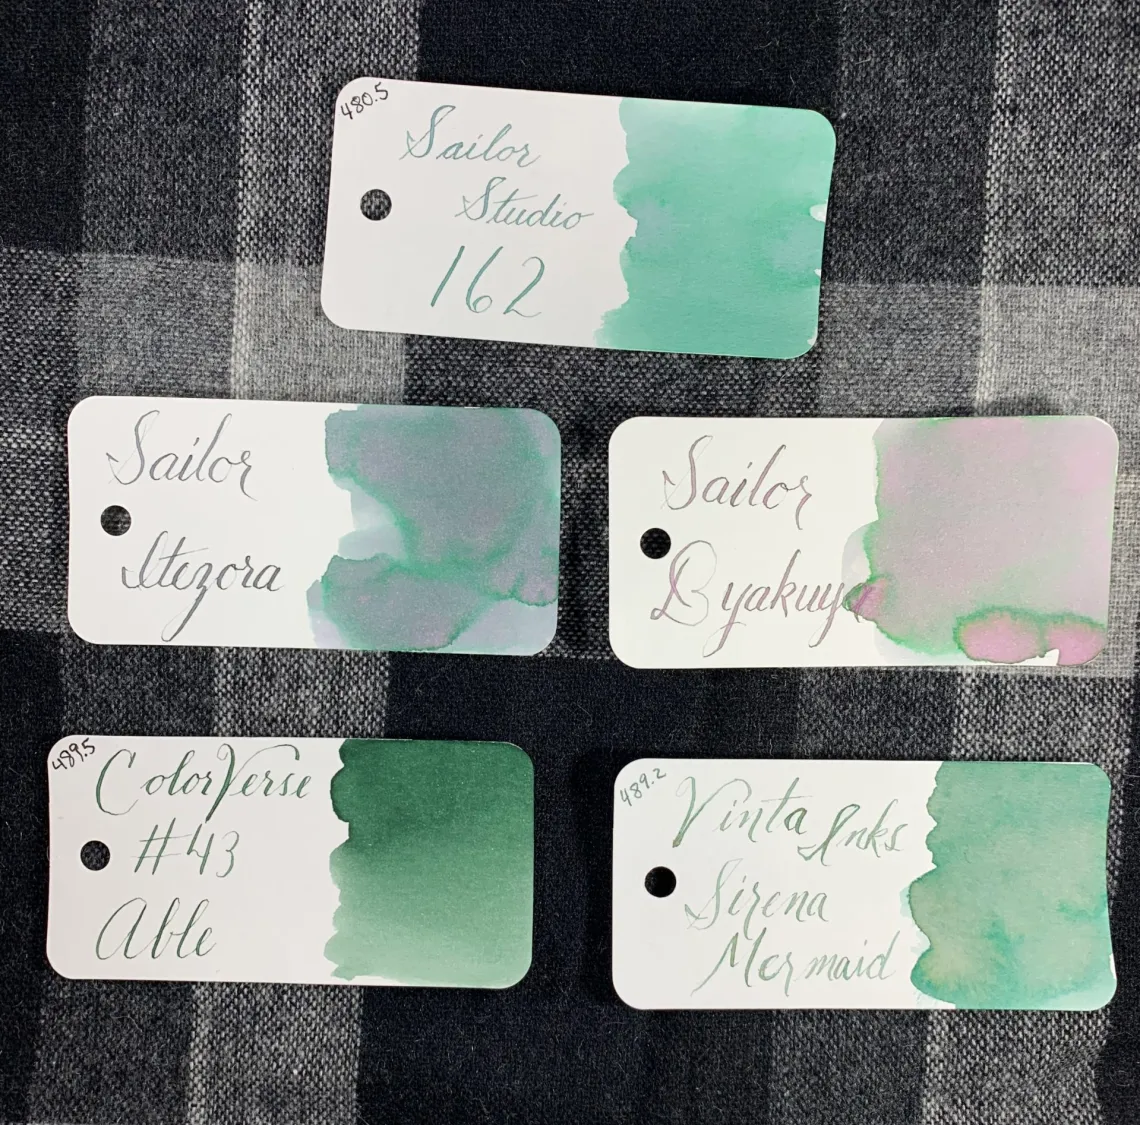 480.5
Sailor
Studio
162
Sailor
Itezora
Sailor
Byakuya
489.5
ColorVerse
#43
Able
489.2
Vinta Inks
Sirena
Mermaid